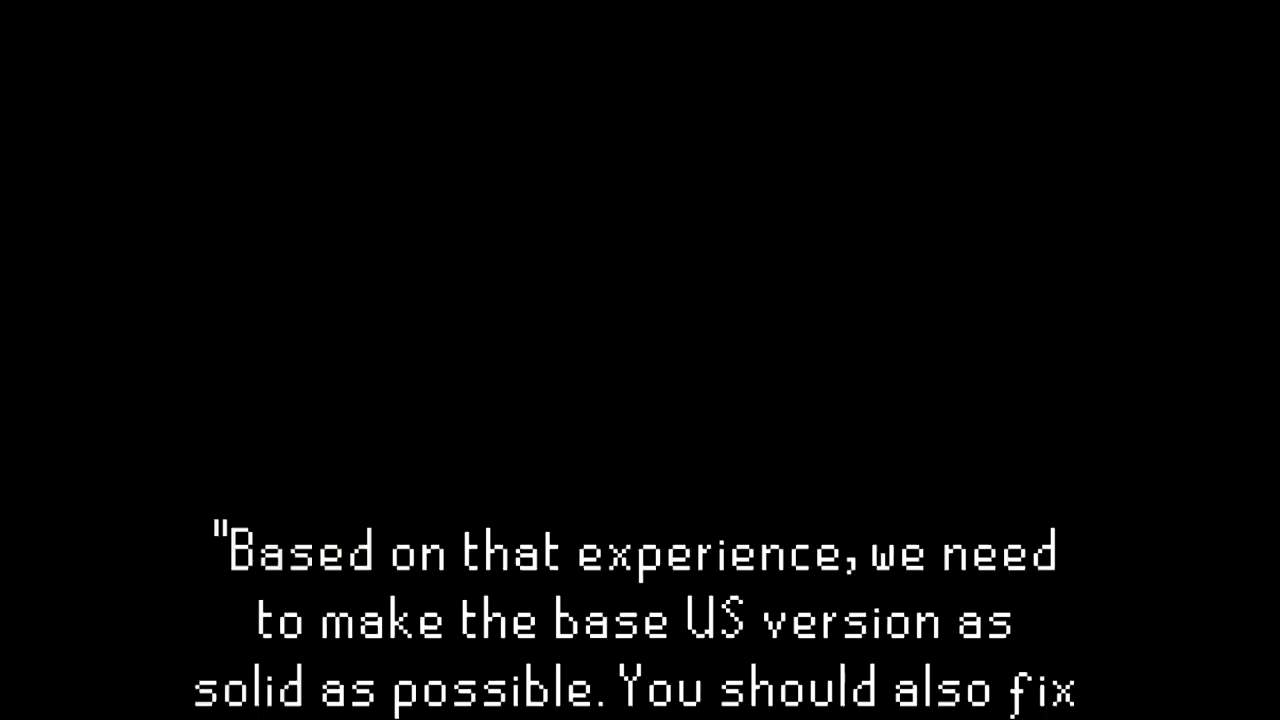 "Based on that experience, we need
to make the base US version as
solid as possible. You should also fix